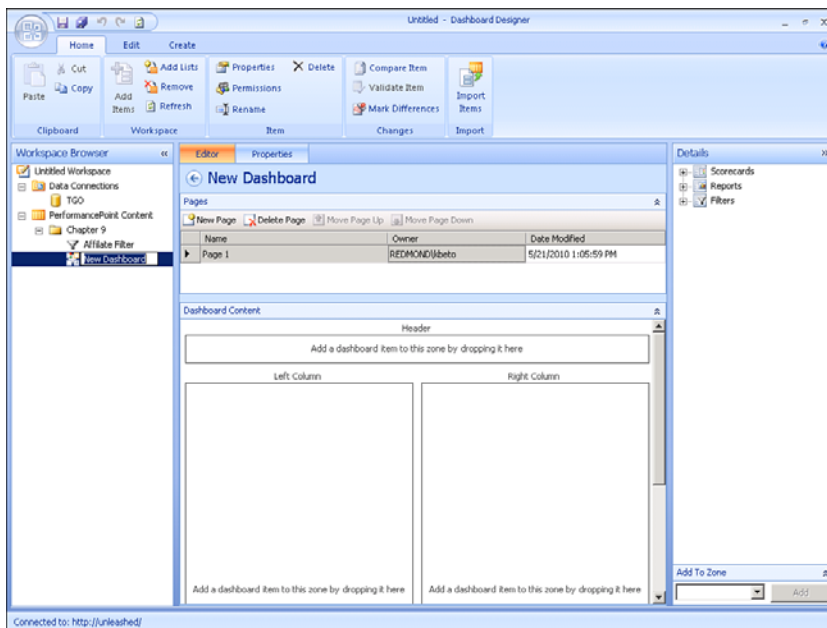 Untitled - Dashboard Designer
Home Edit Create
Paste
Cut
Copy
Clipboard
Add Items
Add Lists
Remove
Refresh
Workspace
Properties
Permissions
Rename
Delete
Item
Compare Item
Validate Item
Mark Differences
Changes
Import Items
Import
Workspace Browser
Untitled Workspace
Data Connections
TGO
PerformancePoint Content
Chapter 9
Affilate Filter
New Dashboard
Editor Properties
New Dashboard
Pages
New Page Delete Page Move Page Up Move Page Down
Name Owner Date Modified
Page 1 5/21/2010 1:05:59 PM
Dashboard Content
Header
Add a dashboard item to this zone by dropping it here
Left Column Right Column
Add a dashboard item to this zone by dropping it here
Add a dashboard item to this zone by dropping it here
Details
Scorecards
Reports
Filters
Add To Zone
Add
Connected to: http://unleashed/